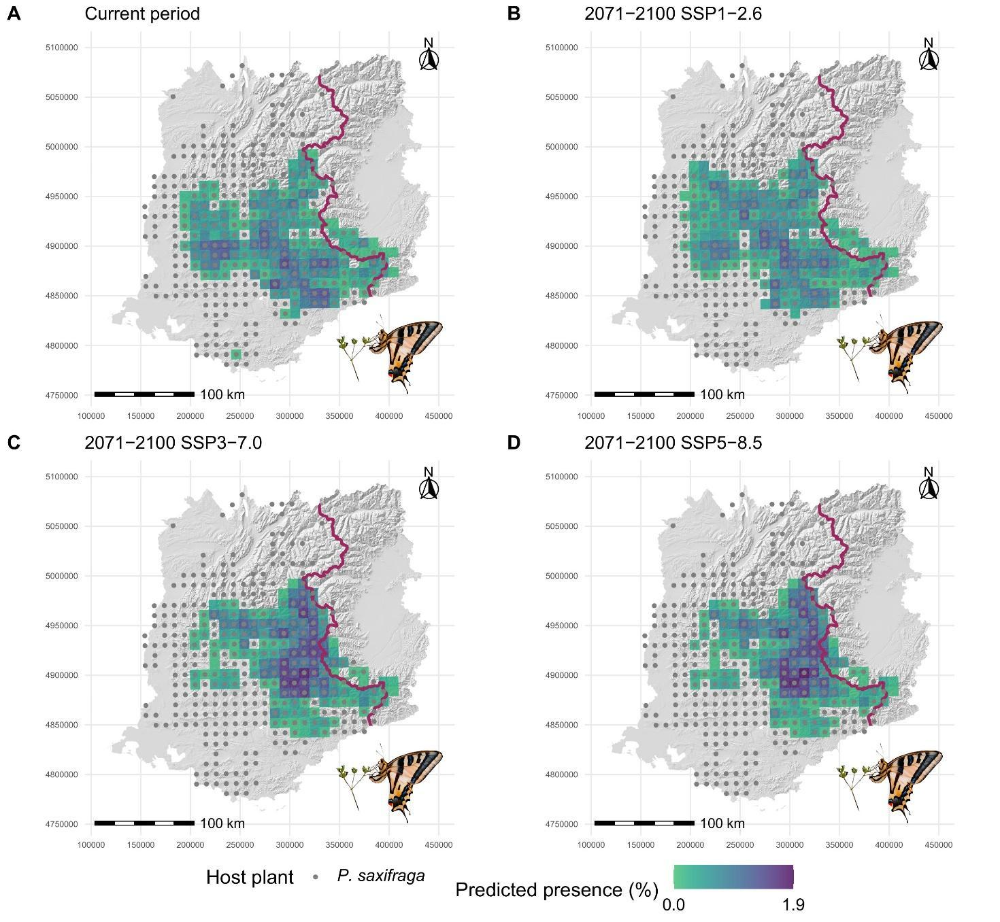 A
Current period
B
2071−2100 SSP1−2.6
N
5100000
5050000
5000000
4950000
4900000
4850000
4800000
4750000
100 km
100000 150000 200000 250000 300000 350000 400000 450000
N
5100000
5050000
5000000
4950000
4900000
4850000
4800000
4750000
100 km
100000 150000 200000 250000 300000 350000 400000 450000
C
2071−2100 SSP3−7.0
D
2071−2100 SSP5−8.5
N
5100000
5050000
5000000
4950000
4900000
4850000
4800000
4750000
100 km
100000 150000 200000 250000 300000 350000 400000 450000
N
5100000
5050000
5000000
4950000
4900000
4850000
4800000
4750000
100 km
100000 150000 200000 250000 300000 350000 400000 450000
Host plant P. saxifraga
Predicted presence (%)
0.0 1.9